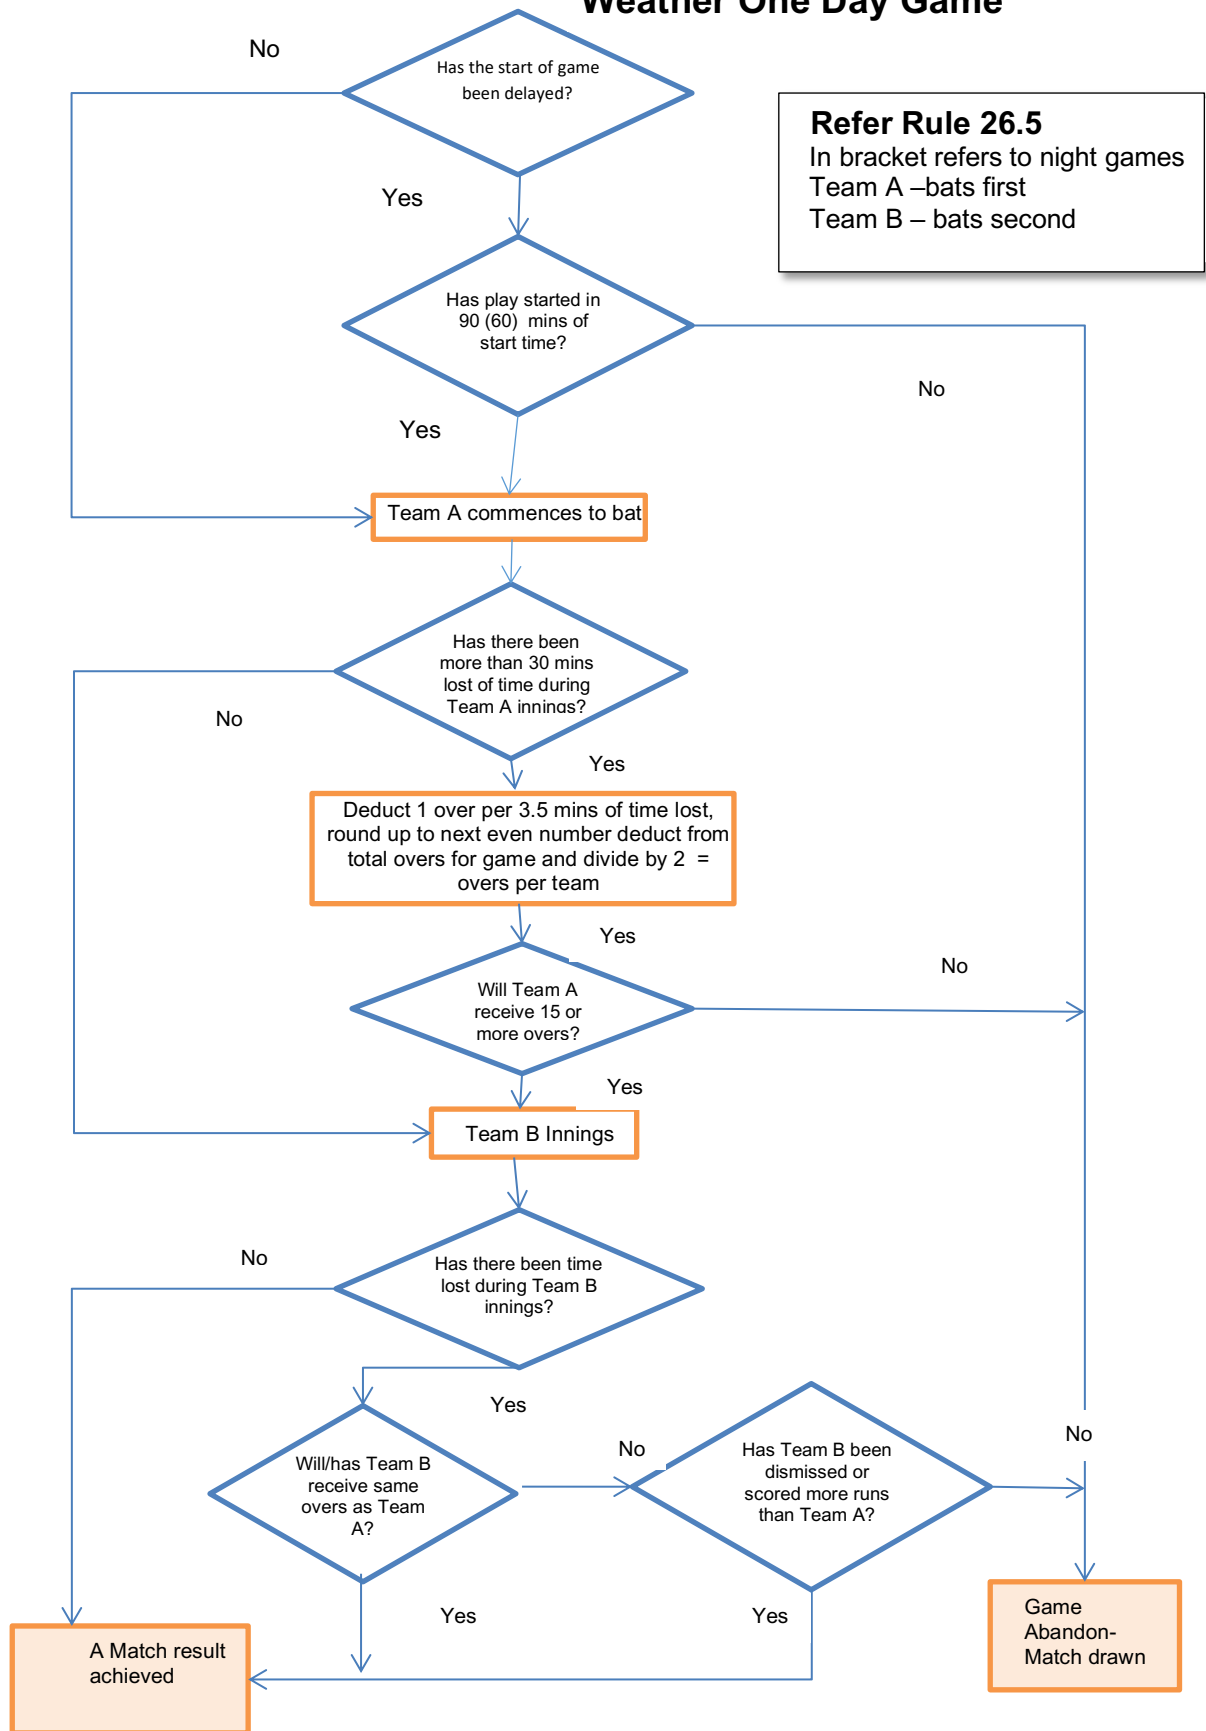 Weather One Day Game
No
Has the start of game
been delayed?
Refer Rule 26.5
In bracket refers to night games
Team A –bats first
Team B – bats second
Yes
Has play started in
90 (60)  mins of
start time?
No
Yes
Team A commences to bat
Has there been
more than 30 mins
lost of time during
Team A innings?
No
Yes
Deduct 1 over per 3.5 mins of time lost,
round up to next even number deduct from
total overs for game and divide by 2  =
overs per team
Yes
No
Will Team A
receive 15 or
more overs?
Yes
Team B Innings
No
Has there been time
lost during Team B
innings?
Yes
No
No
Has Team B been
dismissed or
scored more runs
than Team A?
Will/has Team B
receive same
overs as Team
A?
Yes
Yes
Game
Abandon-
Match drawn
A Match result
achieved